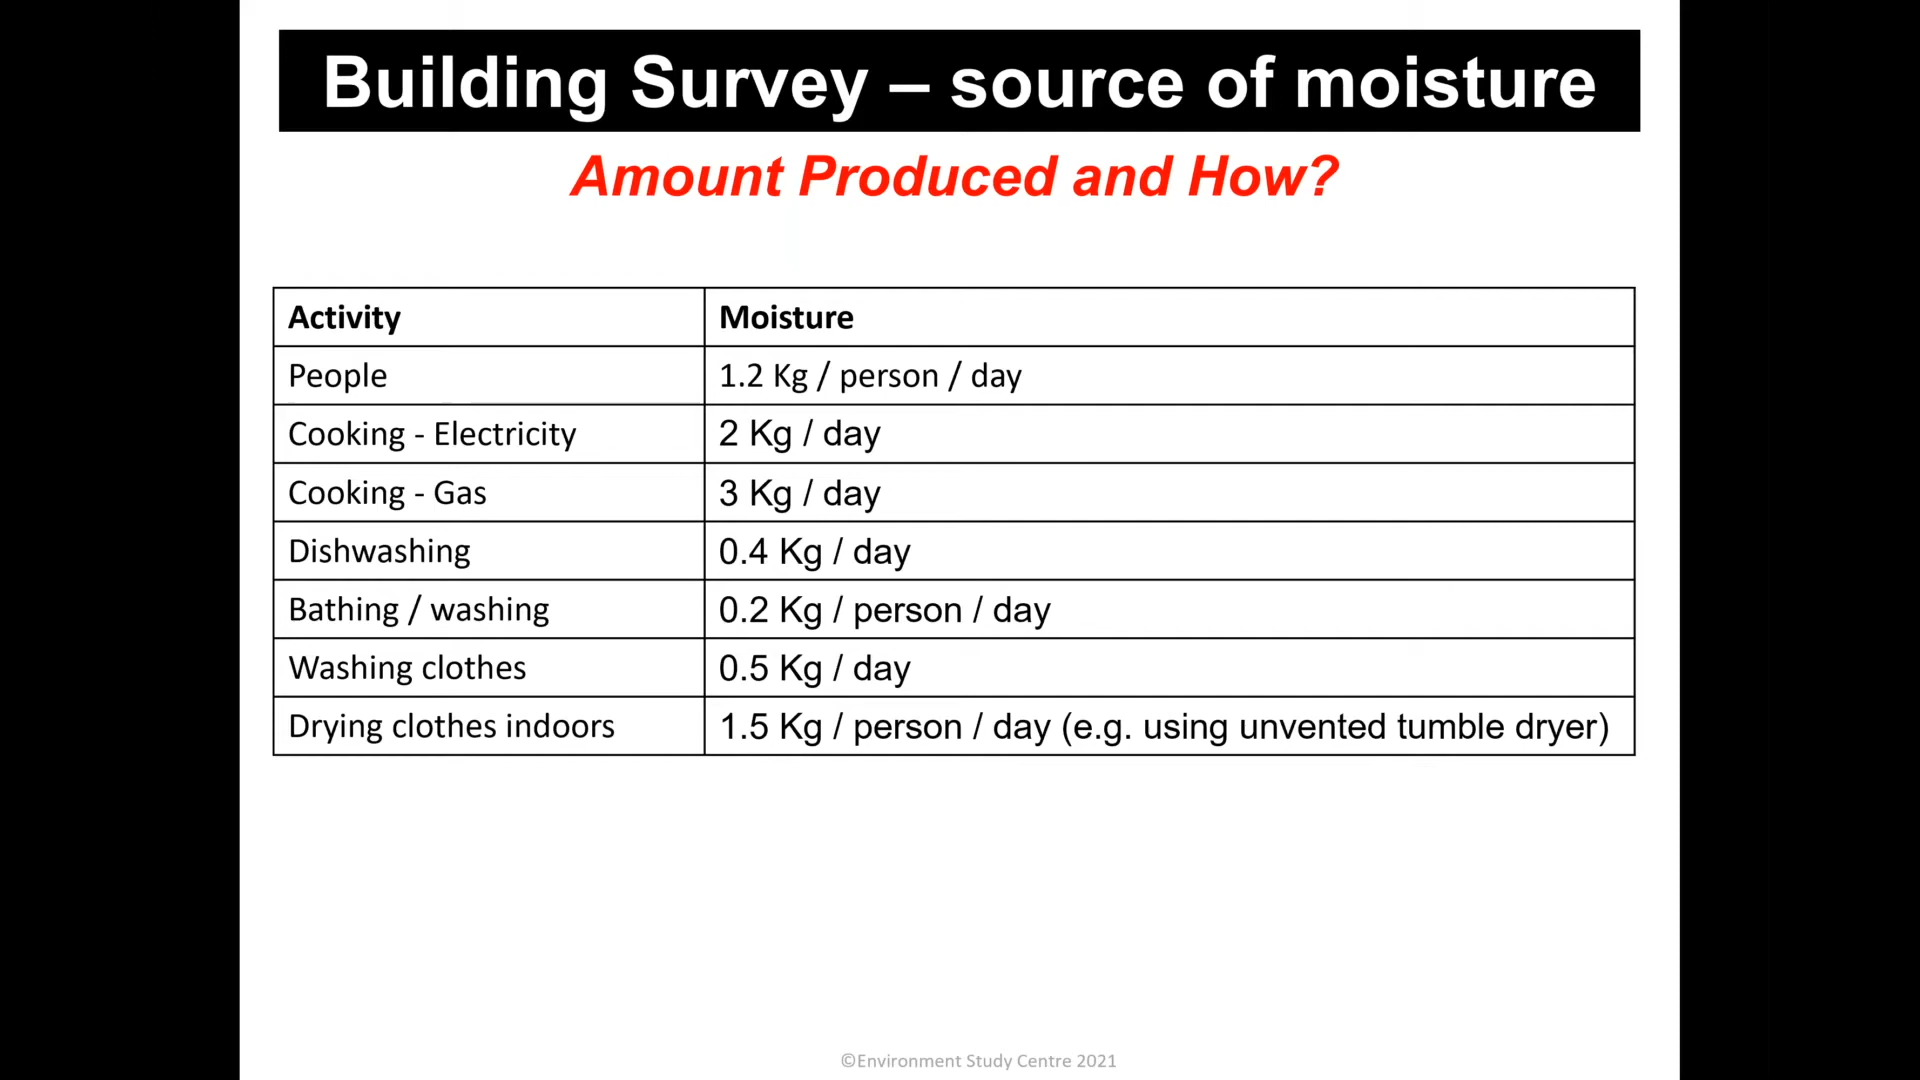 Building Survey – source of moisture
Amount Produced and How?
Activity Moisture
People 1.2 Kg / person / day
Cooking - Electricity 2 Kg / day
Cooking - Gas 3 Kg / day
Dishwashing 0.4 Kg / day
Bathing / washing 0.2 Kg / person / day
Washing clothes 0.5 Kg / day
Drying clothes indoors 1.5 Kg / person / day (e.g. using unvented tumble dryer)
©Environment Study Centre 2021